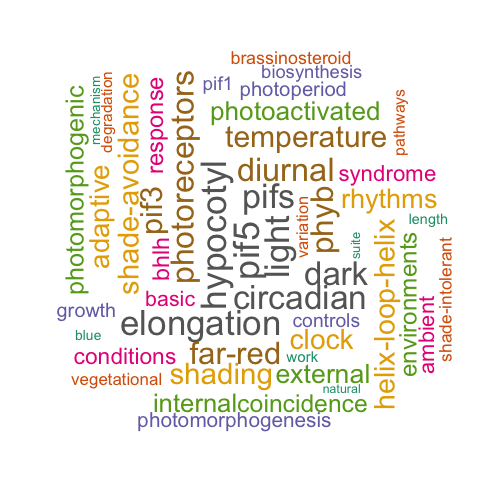 brassinosteroid
biosynthesis
pif1
photoperiod
photoactivated
temperature
pathways
mechanism
degradation
photomorphogenic
adaptive
shade-avoidance
response
pif3
bhlh
photoreceptors
hypocotyl
pif5
pifs
light
diurnal
variation
phyb
syndrome
rhythms
length
suite
dark
circadian
basic
growth
elongation
controls
clock
blue
conditions
far-red
work
vegetational
shading
external
natural
internal
coincidence
photomorphogenesis
helix-loop-helix
environments
ambient
shade-intolerant